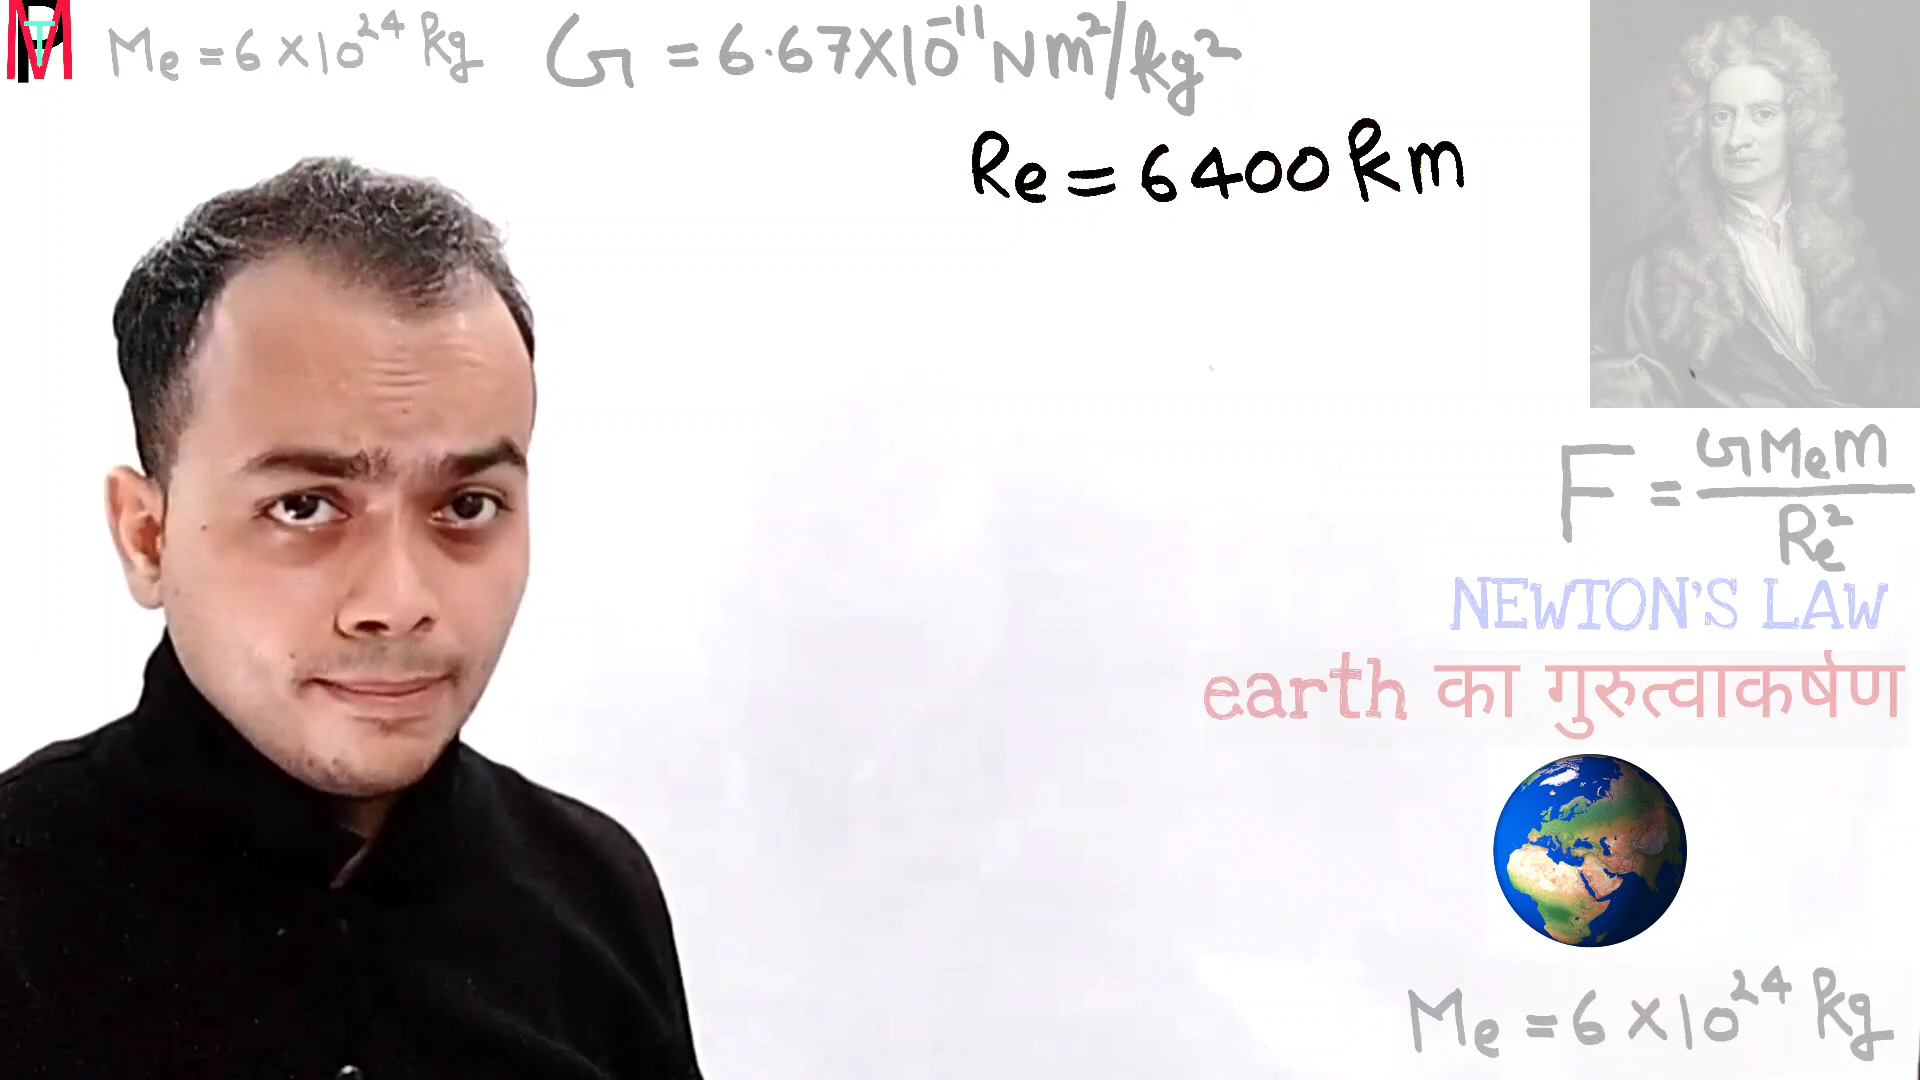 MPT
Me = 6 × 10²⁴ kg G = 6.67×10⁻¹¹ Nm²/kg²
Re = 6400 km
F = GMem / Re²
NEWTON'S LAW
earth का गुरुत्वाकर्षण
Me = 6 × 10²⁴ kg